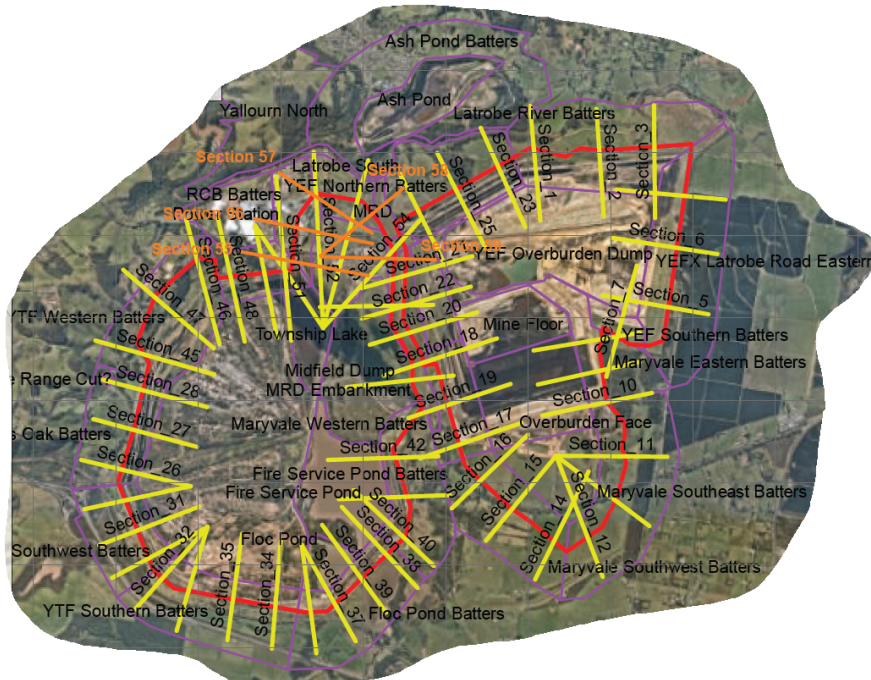 Ash Pond Batters
Ash Pond
Yallourn North
Latrobe River Batters
Section_3
Section_2
Section_1
Section_23
Section_25
Section 57
Latrobe South
YEF Northern Batters
RCB Batters
MRD
Section_54
Section_6
YEF Overburden Dump
YEFX Latrobe Road Eastern
Section_7
Section_5
Section_22
Section_20
Section_18
Section_19
Section_17
Section_16
Section_15
Section_14
Section_12
Section_11
Section_10
Section_46
Section_48
Section_47
YTF Western Batters
Township Lake
Mine Floor
YEF Southern Batters
Section_45
Midfield Dump
MRD Embankment
Maryvale Eastern Batters
e Range Cut?
Section_28
Section_27
Maryvale Western Batters
Overburden Face
s Oak Batters
Section_42
Section_26
Fire Service Pond Batters
Fire Service Pond
Maryvale Southeast Batters
Section_31
Section_32
Section_35
Section_34
Section_37
Section_39
Section_38
Section_40
Floc Pond
Southwest Batters
Maryvale Southwest Batters
YTF Southern Batters
Floc Pond Batters